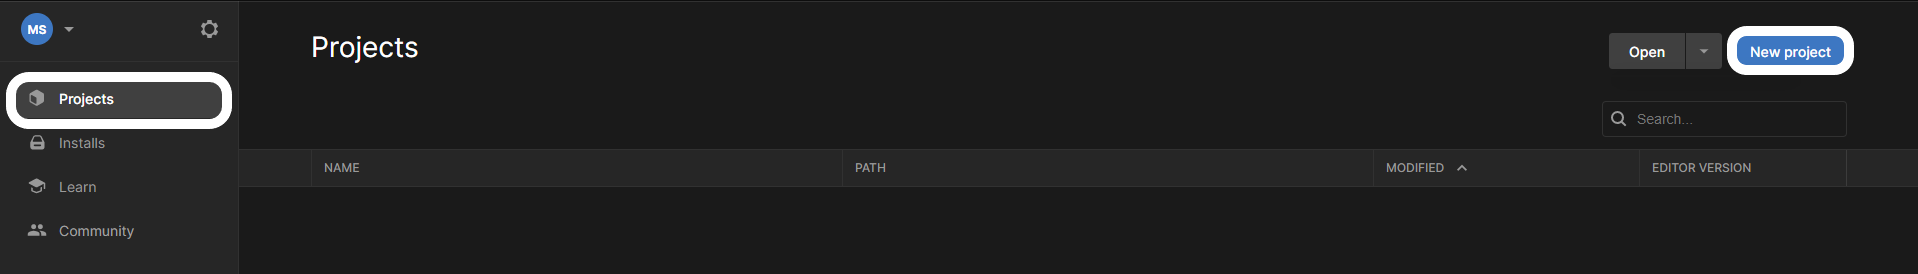 MS
Projects
Installs
Learn
Community
Projects
Open
New project
Search...
NAME PATH MODIFIED EDITOR VERSION